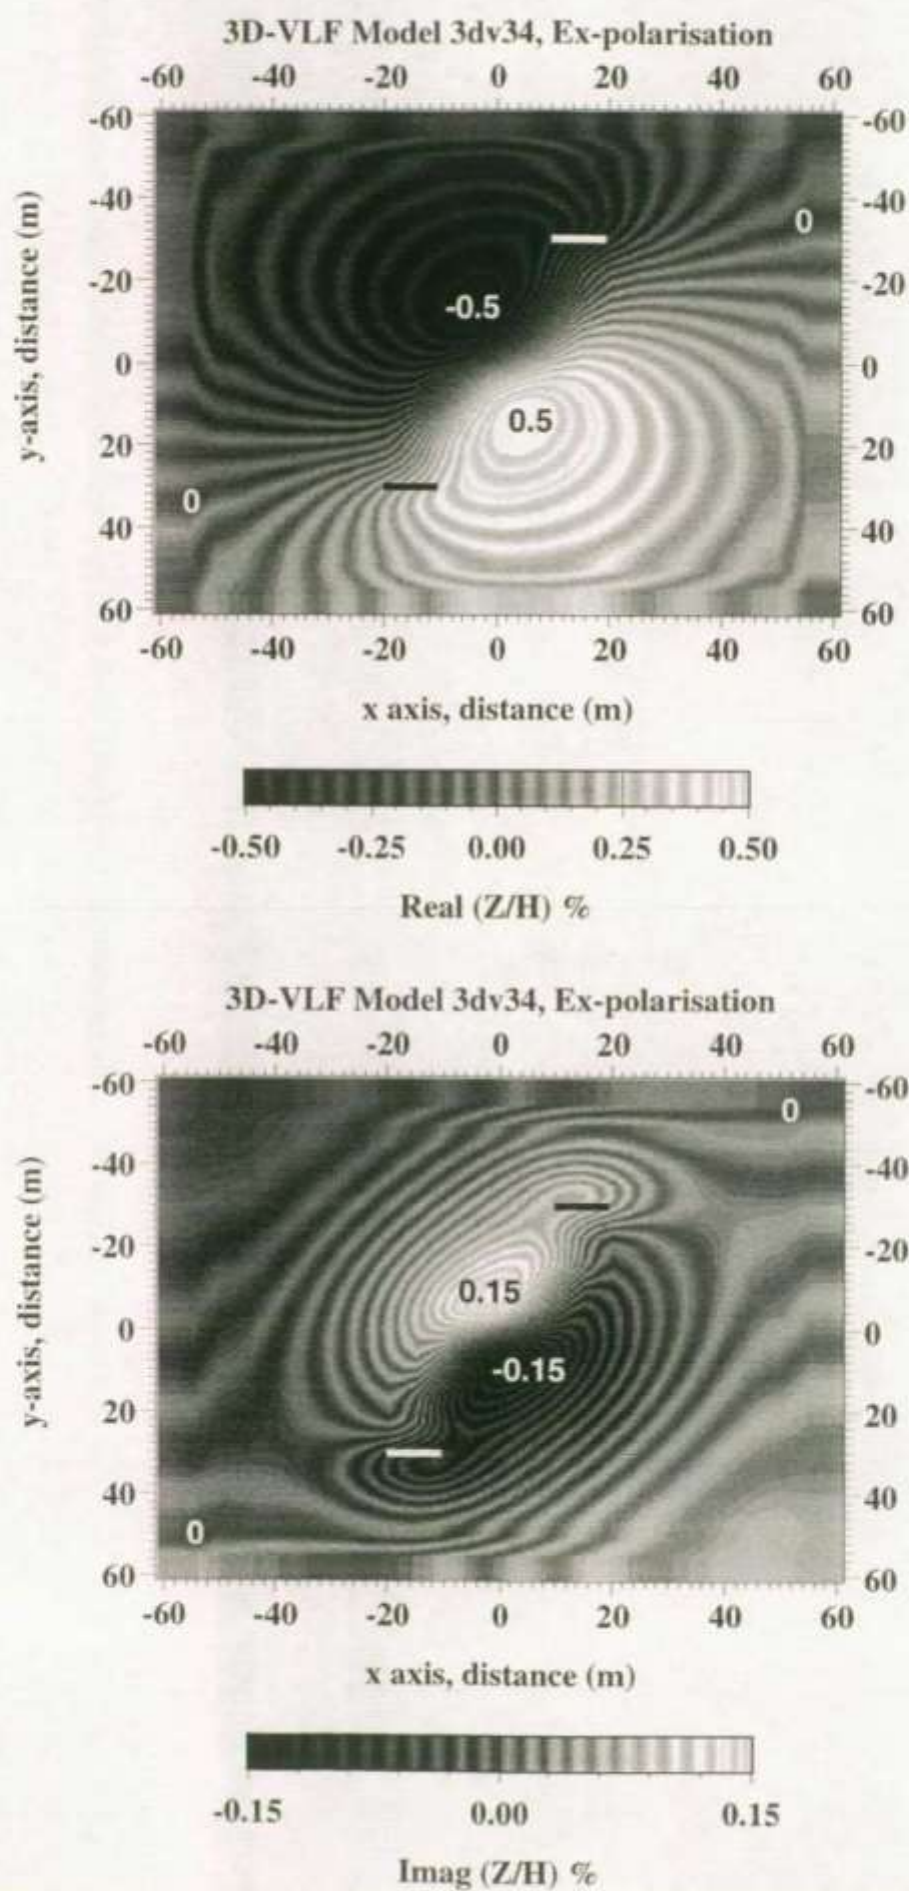 3D-VLF Model 3dv34, Ex-polarisation
-60 -40 -20 0 20 40 60
-60 -60
-40 -40
0
-20 -20
-0.5
0 0
0.5
20 20
0
40 40
60 60
-60 -40 -20 0 20 40 60
y-axis, distance (m)
x axis, distance (m)
-0.50 -0.25 0.00 0.25 0.50
Real (Z/H) %
3D-VLF Model 3dv34, Ex-polarisation
-60 -40 -20 0 20 40 60
-60 -60
0
-40 -40
-20 -20
0.15
0 0
-0.15
20 20
40 40
0
60 60
-60 -40 -20 0 20 40 60
y-axis, distance (m)
x axis, distance (m)
-0.15 0.00 0.15
Imag (Z/H) %